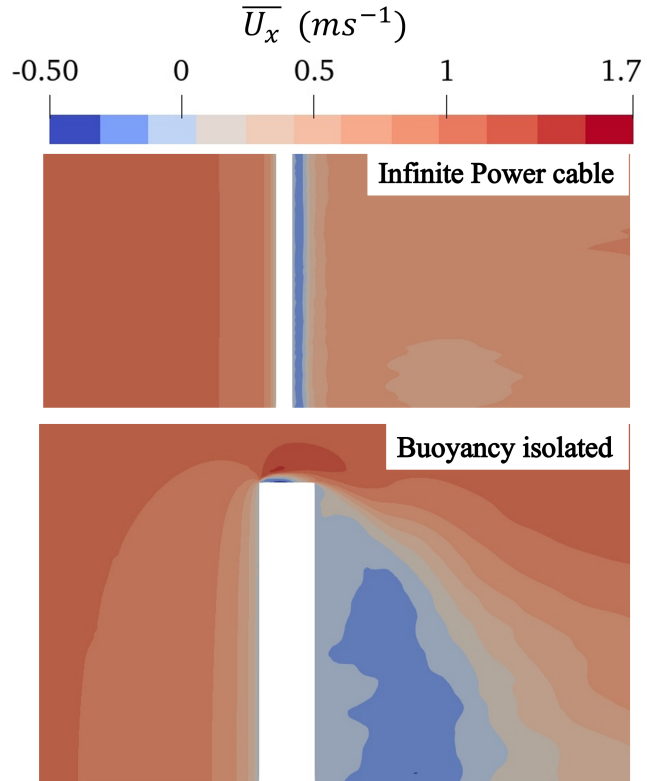 $\overline{U_x}$ $(ms^{-1})$
-0.50 0 0.5 1 1.7
Infinite Power cable
Buoyancy isolated